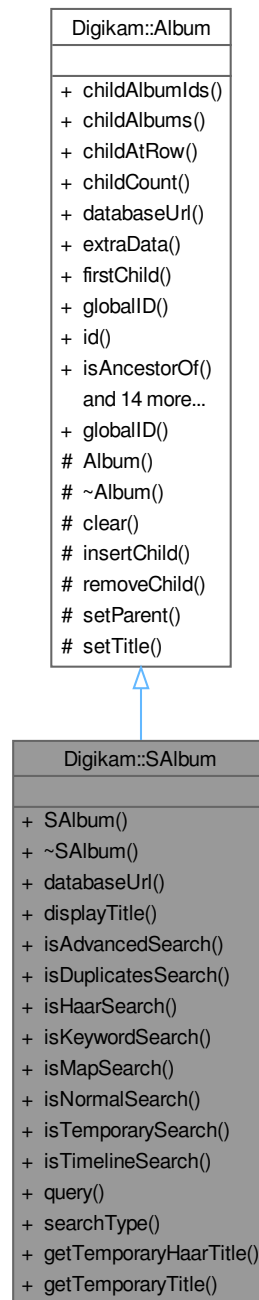 Digikam::Album
+ childAlbumIds()
+ childAlbums()
+ childAtRow()
+ childCount()
+ databaseUrl()
+ extraData()
+ firstChild()
+ globalID()
+ id()
+ isAncestorOf()
and 14 more...
+ globalID()
# Album()
# ~Album()
# clear()
# insertChild()
# removeChild()
# setParent()
# setTitle()
Digikam::SAlbum
+ SAlbum()
+ ~SAlbum()
+ databaseUrl()
+ displayTitle()
+ isAdvancedSearch()
+ isDuplicatesSearch()
+ isHaarSearch()
+ isKeywordSearch()
+ isMapSearch()
+ isNormalSearch()
+ isTemporarySearch()
+ isTimelineSearch()
+ query()
+ searchType()
+ getTemporaryHaarTitle()
+ getTemporaryTitle()